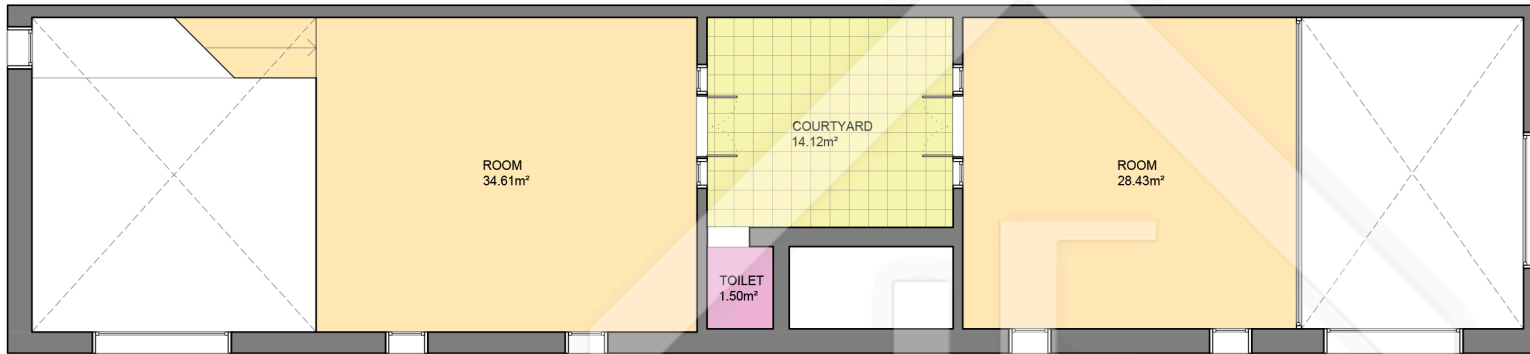 ROOM
34.61m²
COURTYARD
14.12m²
TOILET
1.50m²
ROOM
28.43m²